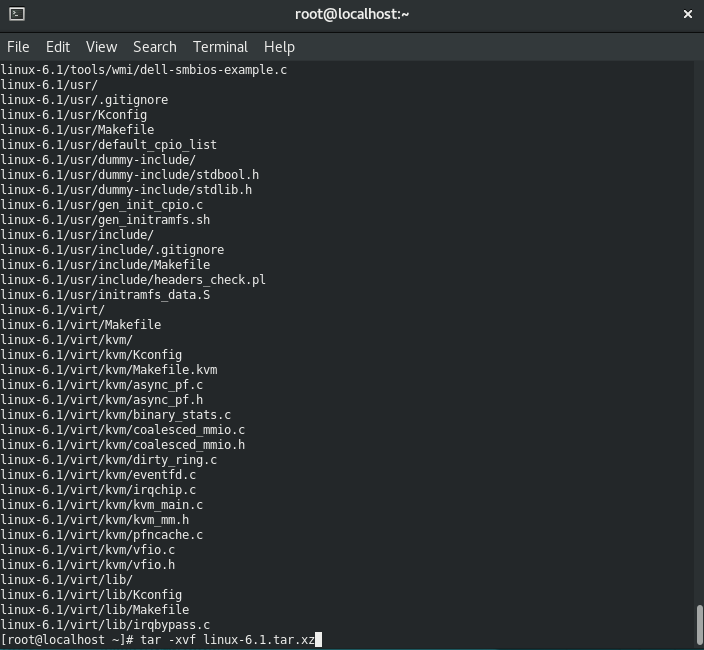 root@localhost:~
File Edit View Search Terminal Help
linux-6.1/tools/wmi/dell-smbios-example.c
linux-6.1/usr/
linux-6.1/usr/.gitignore
linux-6.1/usr/Kconfig
linux-6.1/usr/Makefile
linux-6.1/usr/default_cpio_list
linux-6.1/usr/dummy-include/
linux-6.1/usr/dummy-include/stdbool.h
linux-6.1/usr/dummy-include/stdlib.h
linux-6.1/usr/gen_init_cpio.c
linux-6.1/usr/gen_initramfs.sh
linux-6.1/usr/include/
linux-6.1/usr/include/.gitignore
linux-6.1/usr/include/Makefile
linux-6.1/usr/include/headers_check.pl
linux-6.1/usr/initramfs_data.S
linux-6.1/virt/
linux-6.1/virt/Makefile
linux-6.1/virt/kvm/
linux-6.1/virt/kvm/Kconfig
linux-6.1/virt/kvm/Makefile.kvm
linux-6.1/virt/kvm/async_pf.c
linux-6.1/virt/kvm/async_pf.h
linux-6.1/virt/kvm/binary_stats.c
linux-6.1/virt/kvm/coalesced_mmio.c
linux-6.1/virt/kvm/coalesced_mmio.h
linux-6.1/virt/kvm/dirty_ring.c
linux-6.1/virt/kvm/eventfd.c
linux-6.1/virt/kvm/irqchip.c
linux-6.1/virt/kvm/kvm_main.c
linux-6.1/virt/kvm/kvm_mm.h
linux-6.1/virt/kvm/pfncache.c
linux-6.1/virt/kvm/vfio.c
linux-6.1/virt/kvm/vfio.h
linux-6.1/virt/lib/
linux-6.1/virt/lib/Kconfig
linux-6.1/virt/lib/Makefile
linux-6.1/virt/lib/irqbypass.c
[root@localhost ~]# tar -xvf linux-6.1.tar.xz